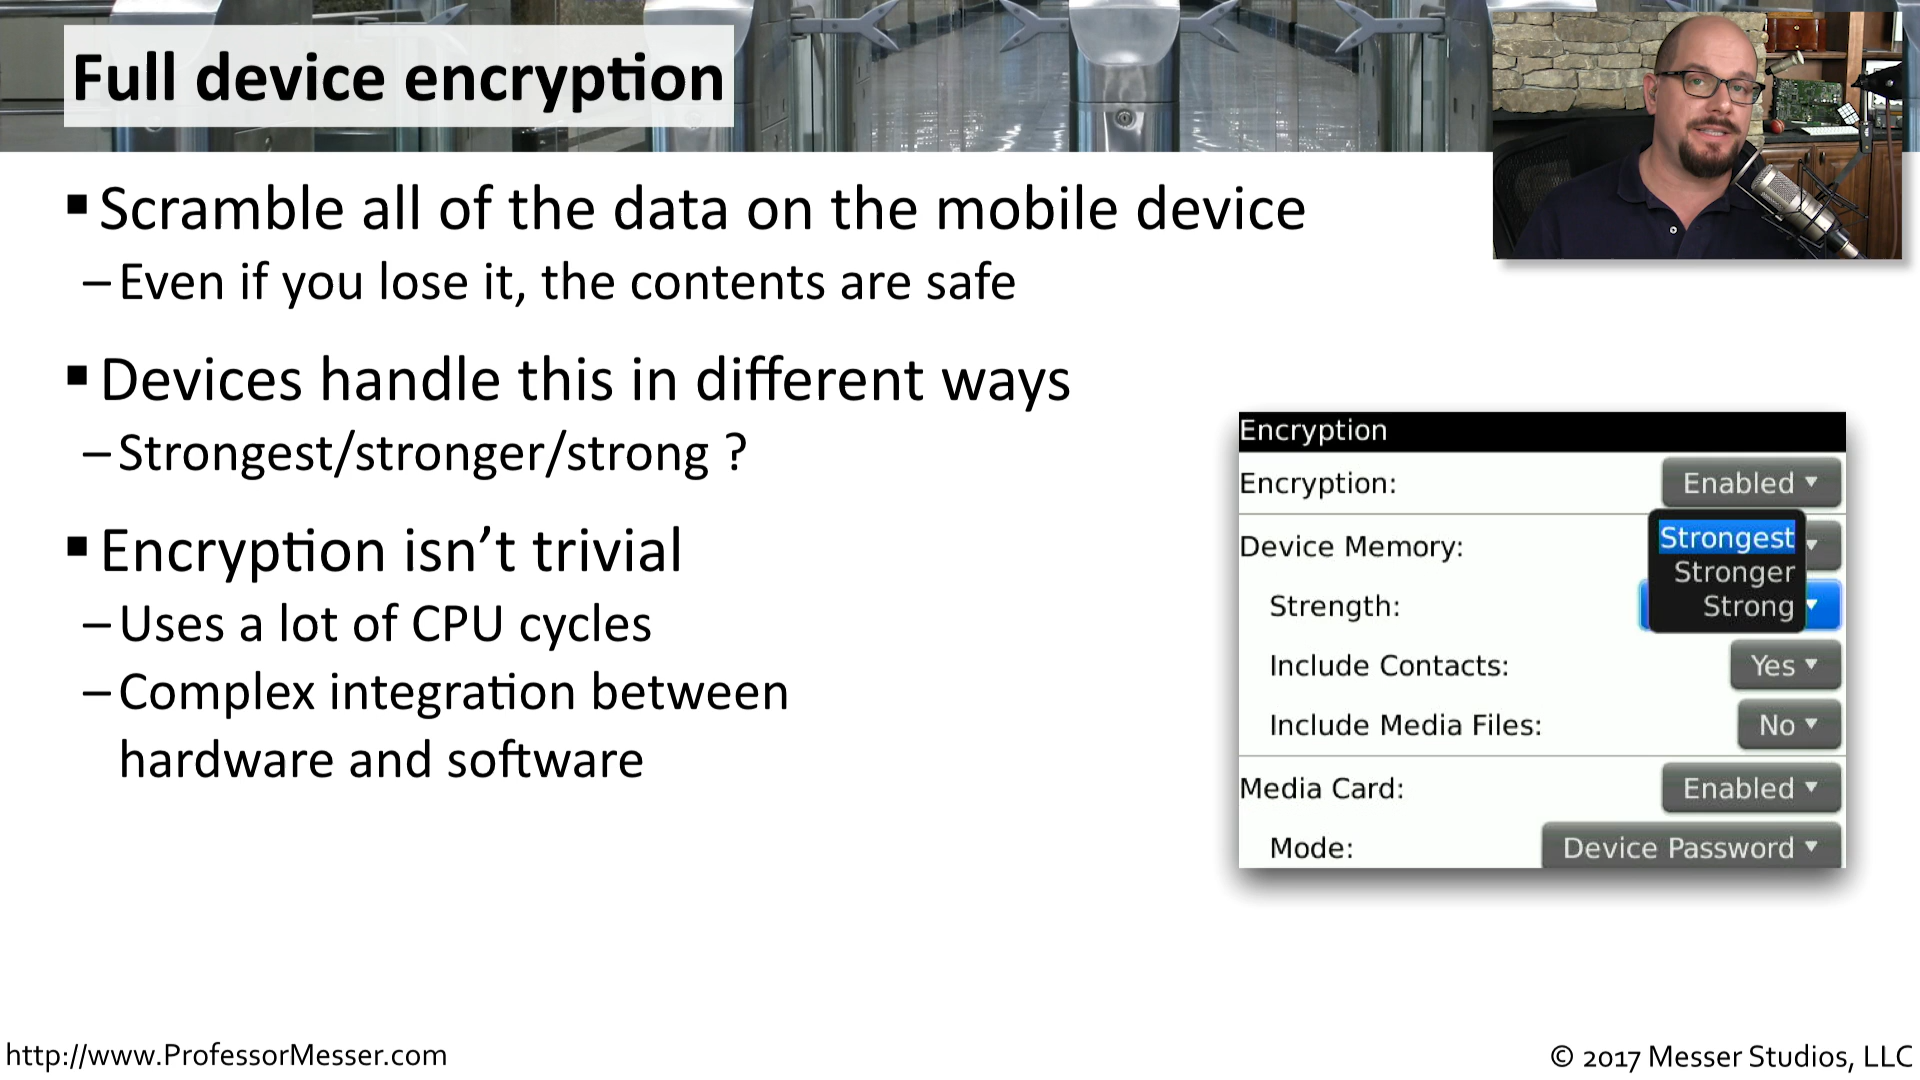 Full device encryption
▪ Scramble all of the data on the mobile device
– Even if you lose it, the contents are safe
▪ Devices handle this in different ways
– Strongest/stronger/strong ?
▪ Encryption isn’t trivial
– Uses a lot of CPU cycles
– Complex integration between
hardware and software
Encryption
Encryption: Enabled
Device Memory:
Strongest
Stronger
Strength: Strong
Include Contacts: Yes
Include Media Files: No
Media Card: Enabled
Mode: Device Password
http://www.ProfessorMesser.com
© 2017 Messer Studios, LLC